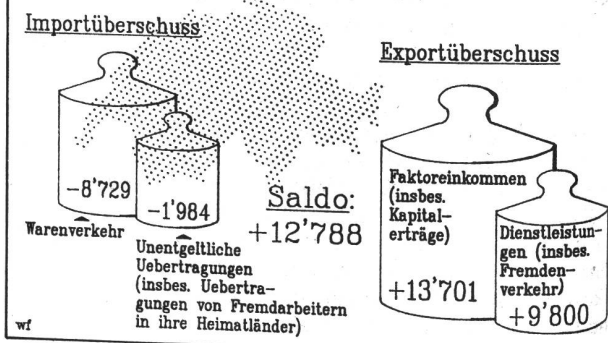 Importüberschuss
-8'729
Warenverkehr
-1'984
Unentgeltliche
Uebertragungen
(insbes. Uebertra-
gungen von Fremdarbeitern
in ihre Heimatländer)
Saldo:
+12'788
Exportüberschuss
Faktoreinkommen
(insbes.
Kapital-
erträge)
+13'701
Dienstleistun-
gen (insbes.
Fremden-
verkehr)
+9'800
wf